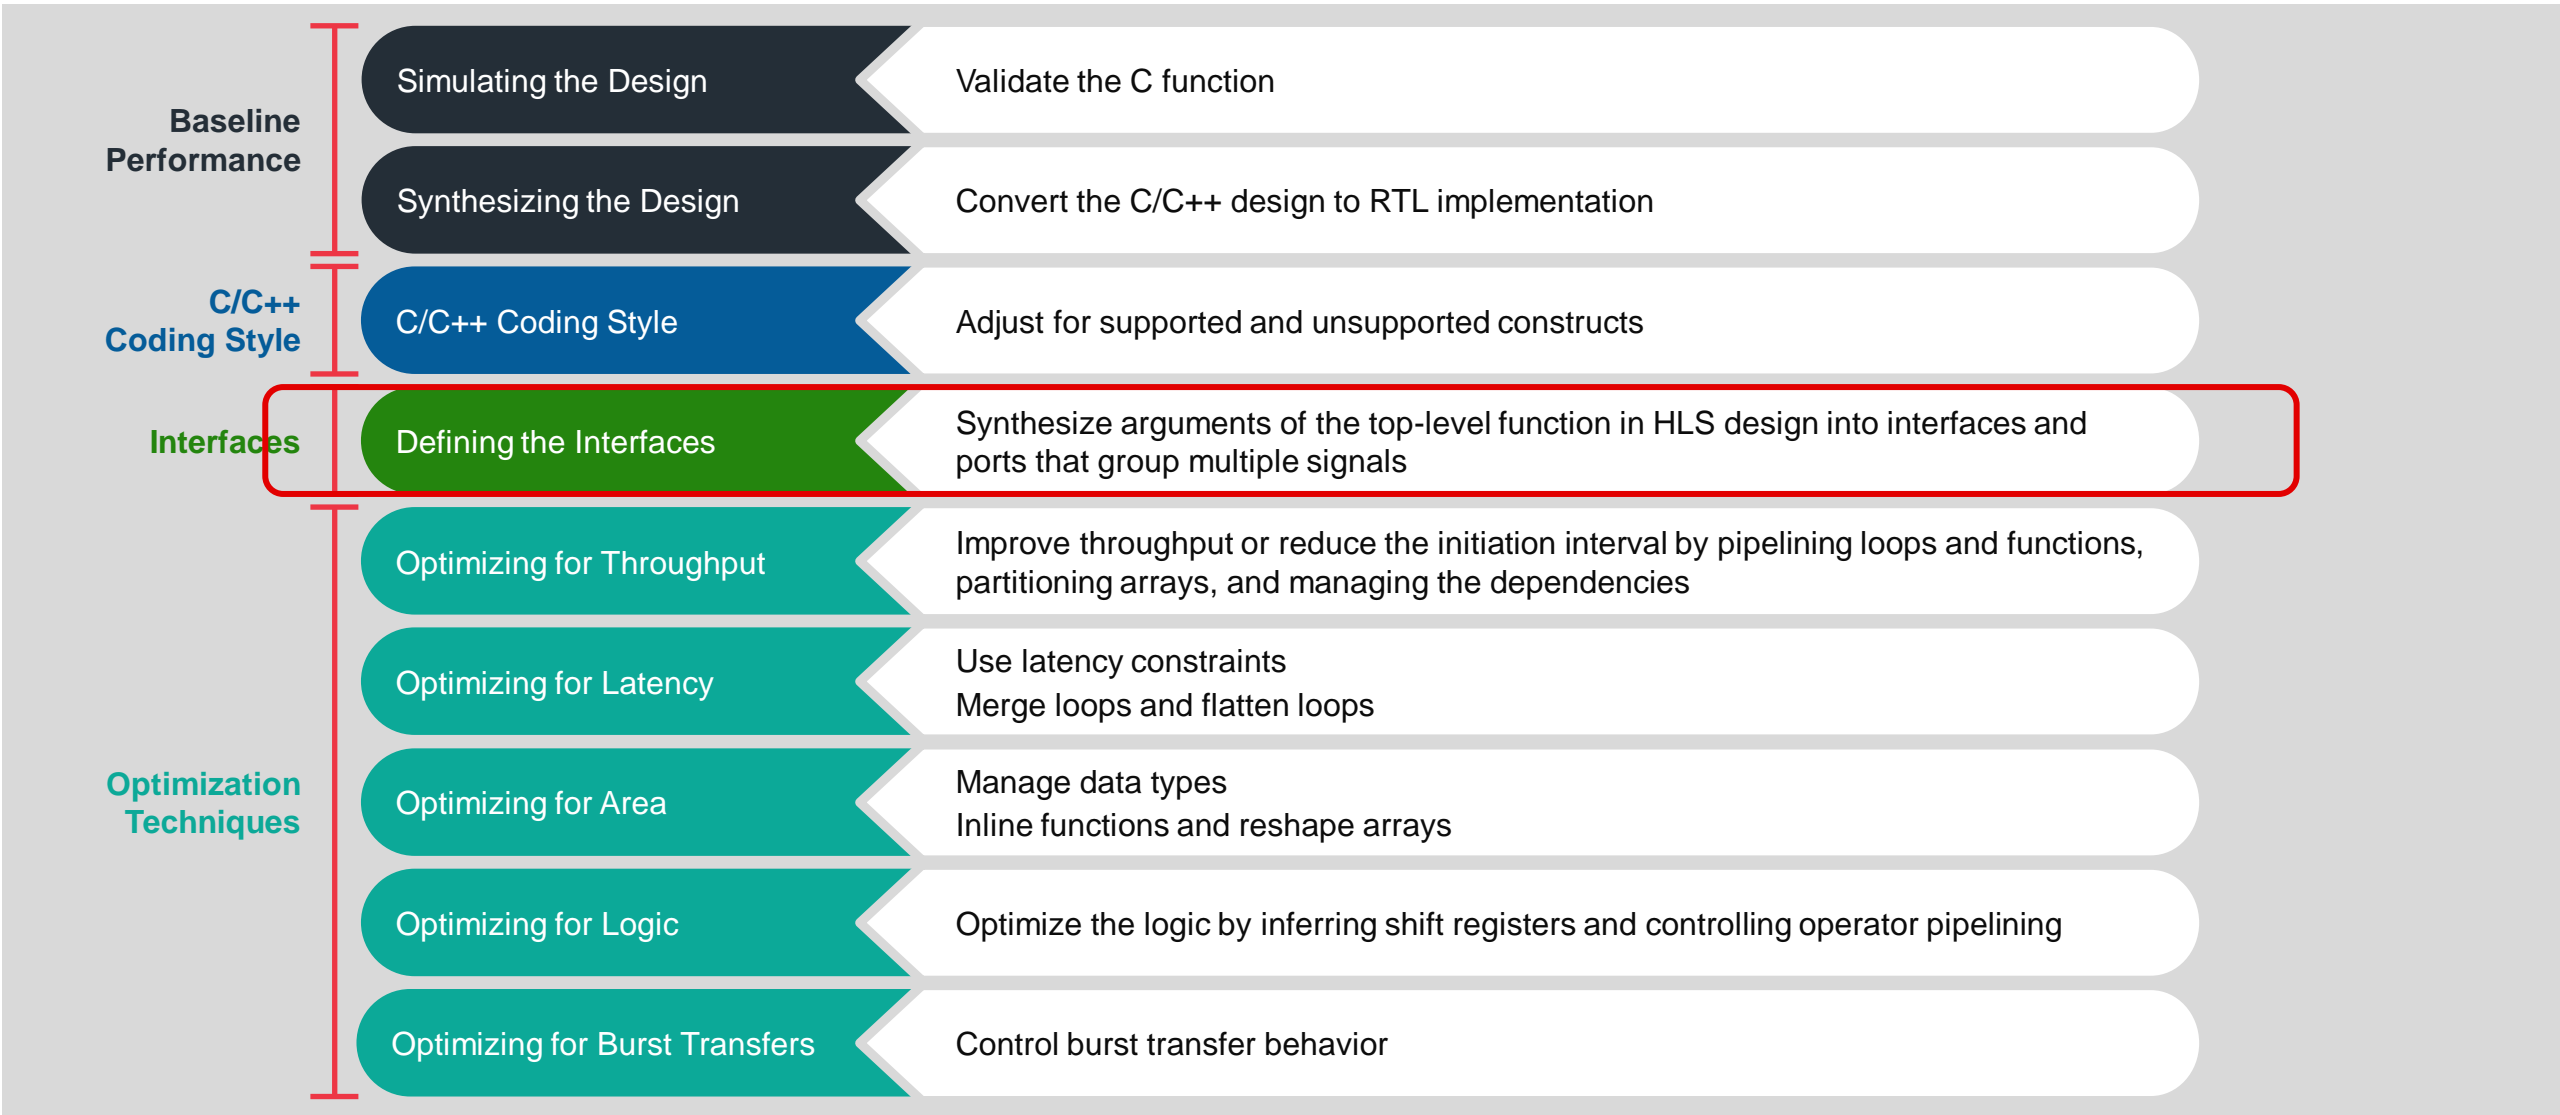 Baseline
Performance
Simulating the Design
Validate the C function
Synthesizing the Design
Convert the C/C++ design to RTL implementation
C/C++
Coding Style
C/C++ Coding Style
Adjust for supported and unsupported constructs
Interfaces
Defining the Interfaces
Synthesize arguments of the top-level function in HLS design into interfaces and
ports that group multiple signals
Optimization
Techniques
Optimizing for Throughput
Improve throughput or reduce the initiation interval by pipelining loops and functions,
partitioning arrays, and managing the dependencies
Optimizing for Latency
Use latency constraints
Merge loops and flatten loops
Optimizing for Area
Manage data types
Inline functions and reshape arrays
Optimizing for Logic
Optimize the logic by inferring shift registers and controlling operator pipelining
Optimizing for Burst Transfers
Control burst transfer behavior